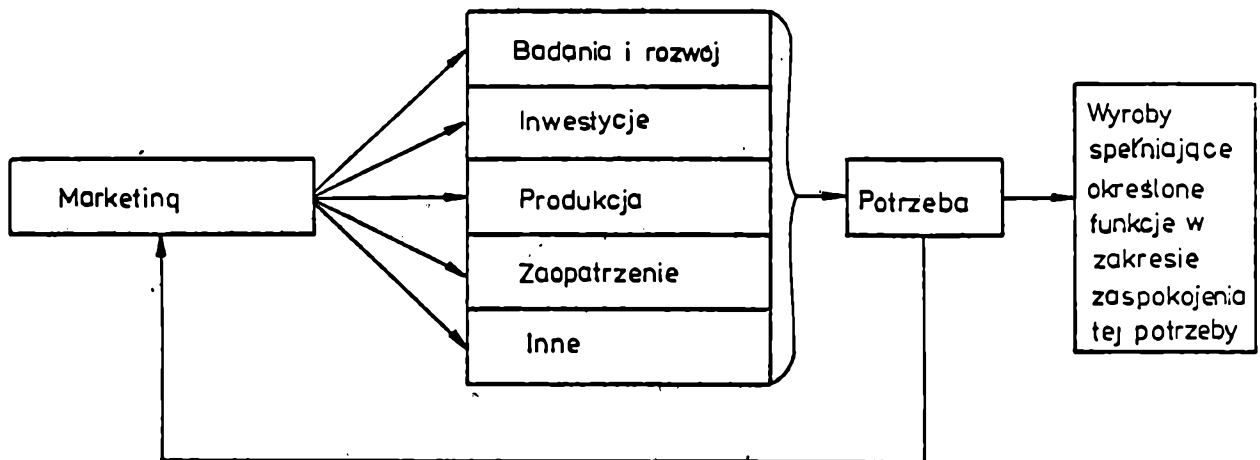 Marketing
Badania i rozwój
Inwestycje
Produkcja
Zaopatrzenie
Inne
Potrzeba
Wyroby
spełniające
określone
funkcje w
zakresie
zaspokojenia
tej potrzeby